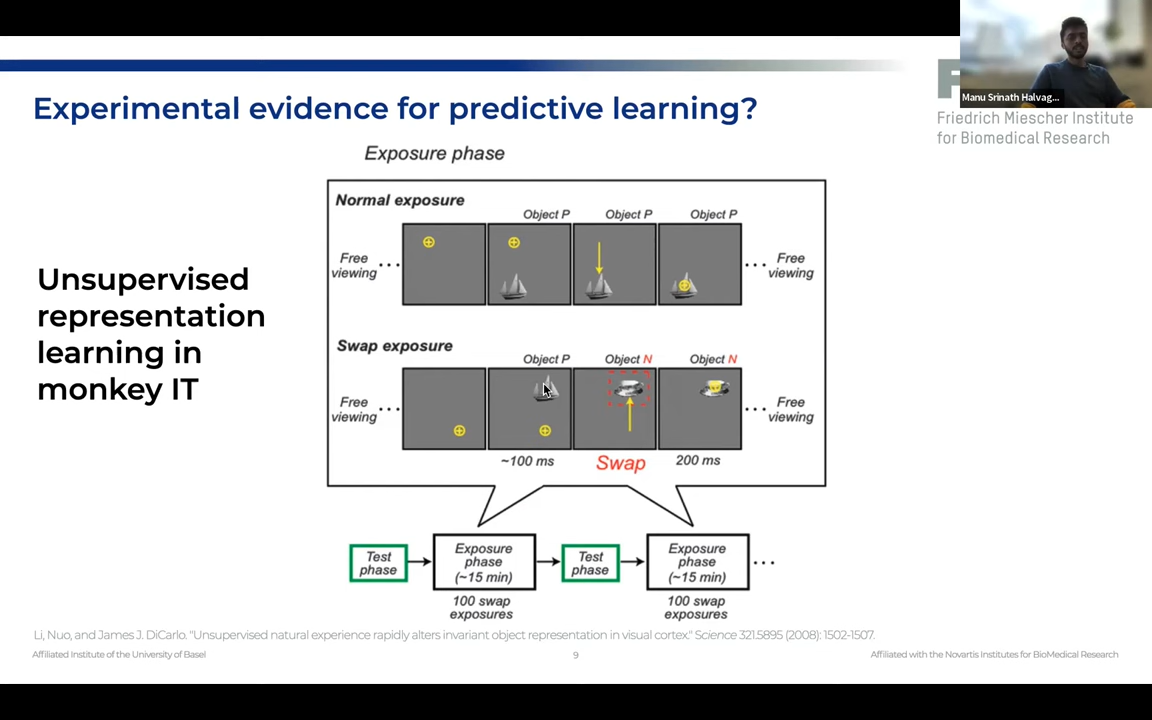 Manu Srinath Halvag...
F
Friedrich Miescher Institute
for Biomedical Research
Experimental evidence for predictive learning?
Unsupervised
representation
learning in
monkey IT
Exposure phase
Normal exposure
Object P Object P Object P
Free
viewing ...
... Free
viewing
Swap exposure
Object P Object N Object N
Free
viewing ...
... Free
viewing
~100 ms Swap 200 ms
Test
phase
Exposure
phase
(~15 min)
Test
phase
Exposure
phase
(~15 min)
...
100 swap
exposures
100 swap
exposures
Li, Nuo, and James J. DiCarlo. "Unsupervised natural experience rapidly alters invariant object representation in visual cortex." Science 321.5895 (2008): 1502-1507.
Affiliated Institute of the University of Basel
9
Affiliated with the Novartis Institutes for BioMedical Research